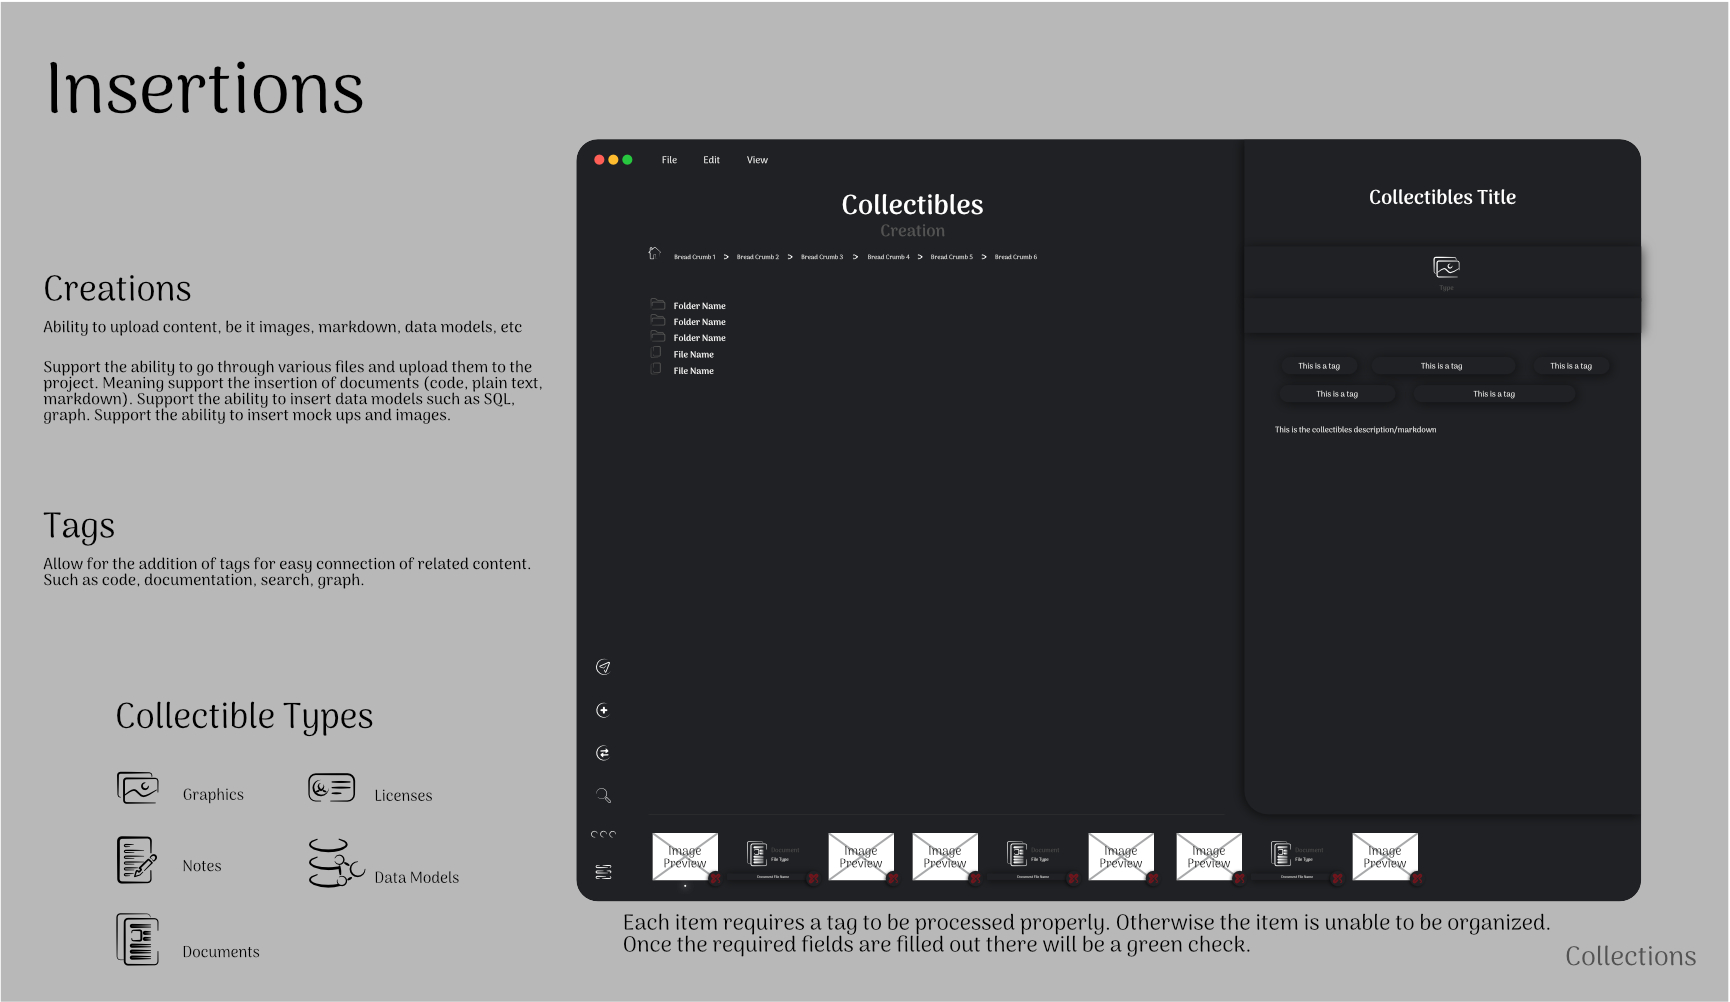 Insertions
Creations
Ability to upload content, be it images, markdown, data models, etc
Support the ability to go through various files and upload them to the
project. Meaning support the insertion of documents (code, plain text,
markdown). Support the ability to insert data models such as SQL,
graph. Support the ability to insert mock ups and images.
Tags
Allow for the addition of tags for easy connection of related content.
Such as code, documentation, search, graph.
Collectible Types
Graphics
Licenses
Notes
Data Models
Documents
File Edit View
Collectibles
Creation
Bread Crumb 1 > Bread Crumb 2 > Bread Crumb 3 > Bread Crumb 4 > Bread Crumb 5 > Bread Crumb 6
Folder Name
Folder Name
Folder Name
File Name
File Name
Collectibles Title
Type
This is a tag This is a tag This is a tag
This is a tag This is a tag
This is the collectibles description/markdown
Image
Preview
Document
File Type
Document File Name
Image
Preview
Image
Preview
Document
File Type
Document File Name
Image
Preview
Image
Preview
Document
File Type
Document File Name
Image
Preview
Each item requires a tag to be processed properly. Otherwise the item is unable to be organized.
Once the required fields are filled out there will be a green check.
Collections